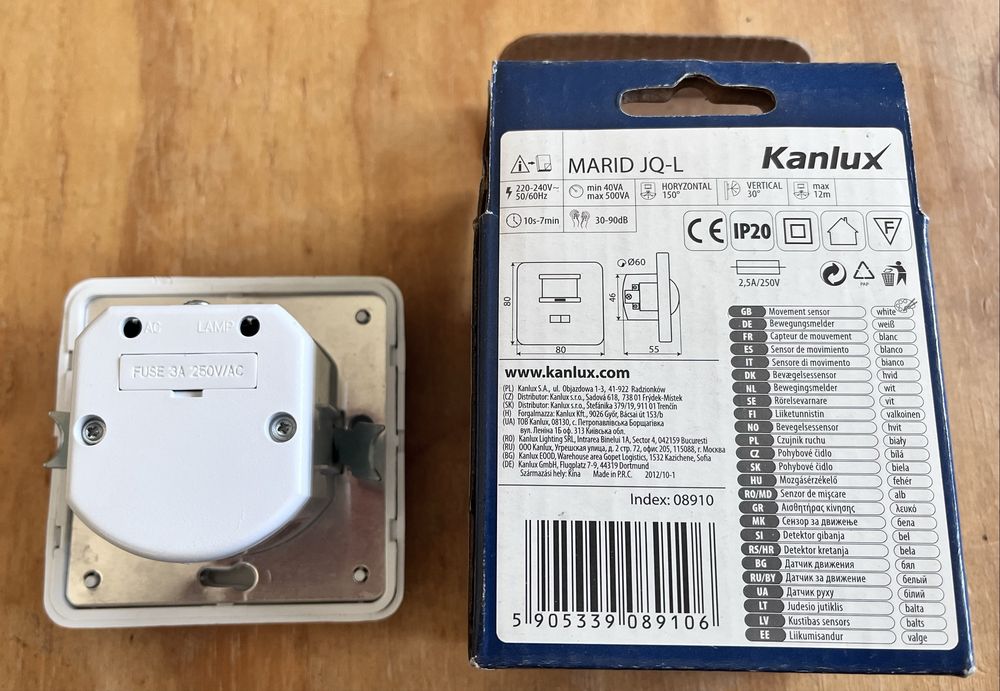 AC LAMP
FUSE 3A 250V/AC
MARID JQ-L
Kanlux
220-240V~
50/60Hz
min 40VA
max 500VA
HORYZONTAL
150°
VERTICAL
30°
max
12m
10s-7min
30-90dB
CE IP20 F
Ø60
80
46
80
55
2,5A/250V
PAP
www.kanlux.com
(PL) Kanlux S.A., ul. Objazdowa 1-3, 41-922 Radzionków
(CZ) Distributor: Kanlux s.r.o., Sadová 618, 738 01 Frýdek-Místek
(SK) Distributor: Kanlux s.r.o., Štefánika 379/19, 911 01 Trenčín
(H) Forgalmazza: Kanlux Kft., 9026 Győr, Bácsai út 153/b
(UA) ТОВ Kanlux, 08130, с. Петропавлівська Борщагівка
вул. Леніна 1Б оф. 313 Київська обл.
(RO) Kanlux Lighting SRL, Intrarea Binelui 1A, Sector 4, 042159 Bucuresti
(RU) ООО Kanlux, Угрешская улица, д. 2 стр. 72, офис 205, 115088, г. Москва
(BG) Kanlux EOOD, Warehouse area Gopet Logistics, 1532 Kazichene, Sofia
(DE) Kanlux GmbH, Flugplatz 7-9, 44319 Dortmund
Származási hely: Kína Made in P.R.C. 2012/10-1
Index: 08910
5 905339 089106
GB Movement sensor white
DE Bewegungsmelder weiß
FR Capteur de mouvement blanc
ES Sensor de movimiento blanco
IT Sensore di movimento bianco
DK Bevægelsessensor hvid
NL Bewegingsmelder wit
SE Rörelsevarnare vit
FI Liiketunnistin valkoinen
NO Bevegelsessensor hvit
PL Czujnik ruchu biały
CZ Pohybové čidlo bílá
SK Pohybové čidlo biela
HU Mozgásérzékelő fehér
RO/MD Senzor de mişcare alb
GR Αισθητήρας κίνησης λευκό
MK Сензор за движење бела
SI Detektor gibanja bel
RS/HR Detektor kretanja bela
BG Датчик движения бял
RU/BY Датчик за движение белый
UA Датчик руху білий
LT Judesio jutiklis balta
LV Kustības sensors balts
EE Liikumisandur valge